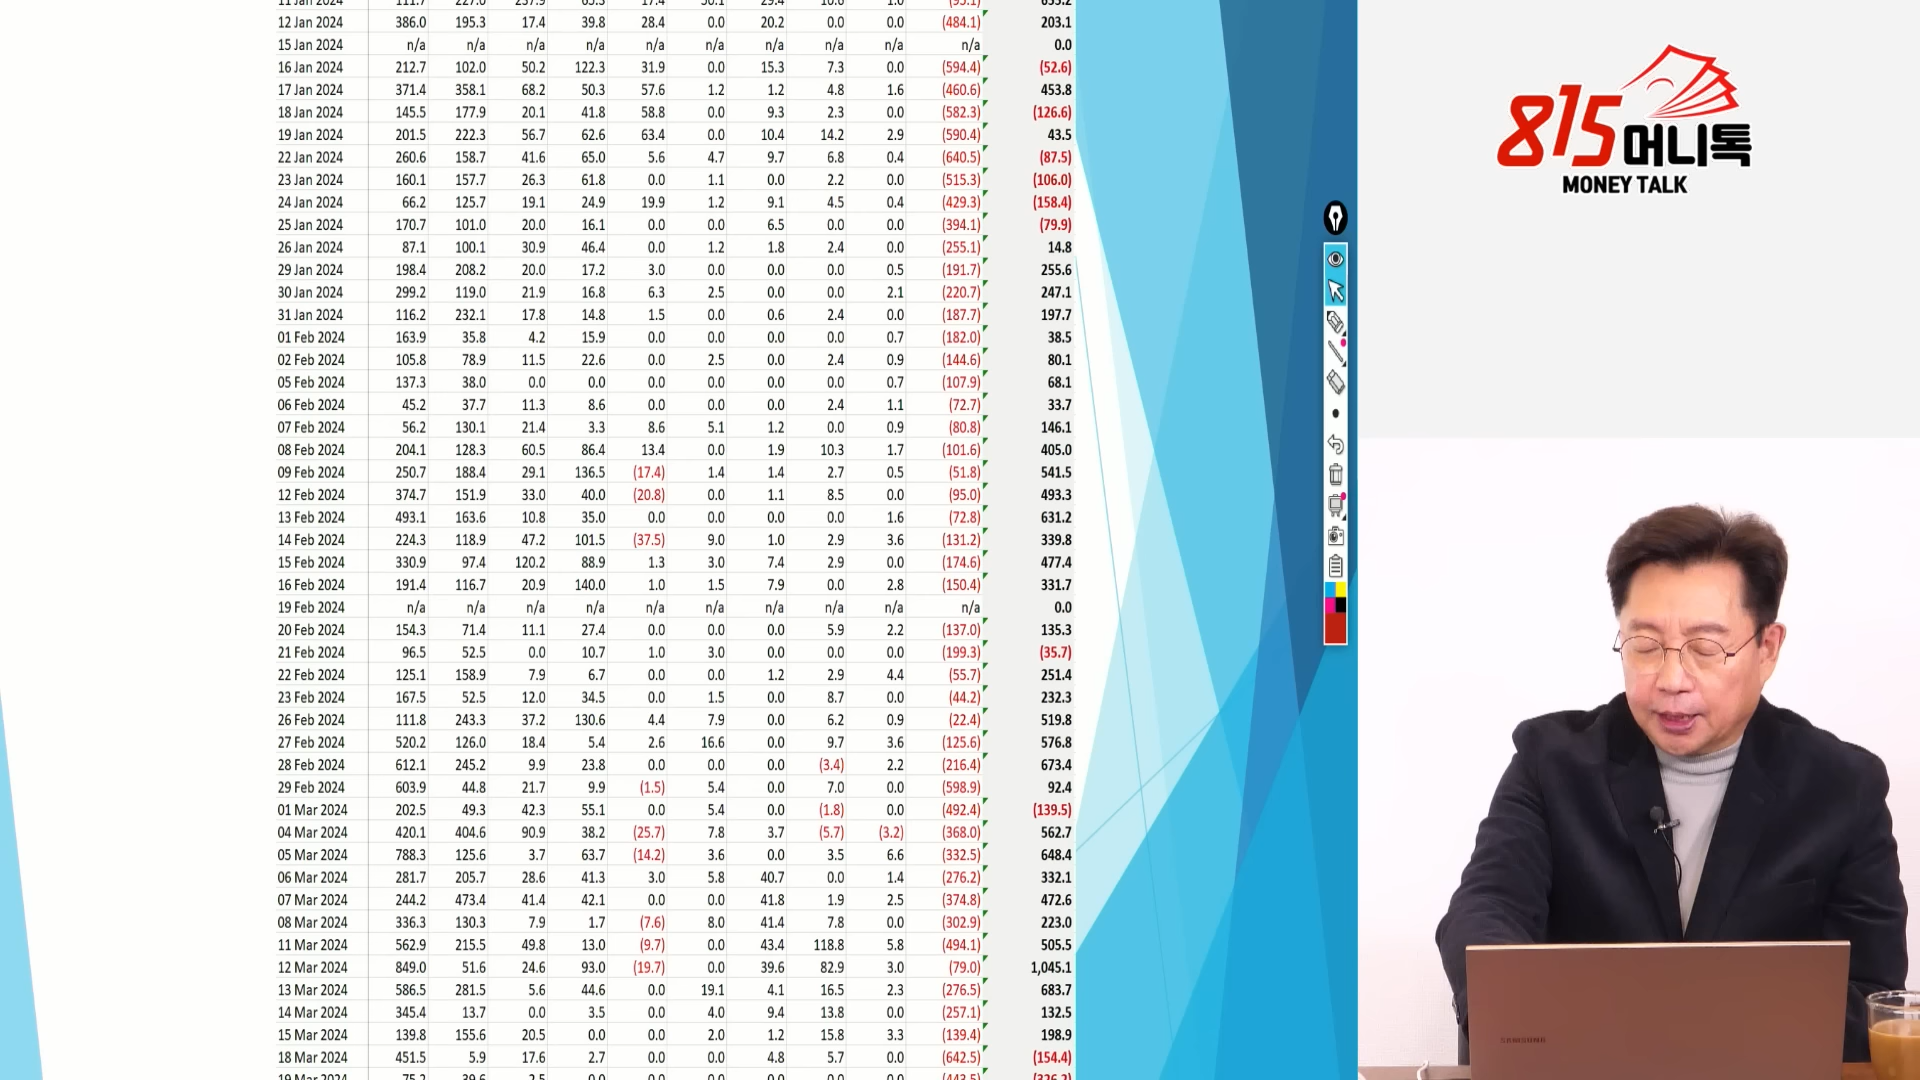 12 Jan 2024 386.0 195.3 17.4 39.8 28.4 0.0 20.2 0.0 0.0 (484.1) 203.1
15 Jan 2024 n/a n/a n/a n/a n/a n/a n/a n/a n/a n/a 0.0
16 Jan 2024 212.7 102.0 50.2 122.3 31.9 0.0 15.3 7.3 0.0 (594.4) (52.6)
17 Jan 2024 371.4 358.1 68.2 50.3 57.6 1.2 1.2 4.8 1.6 (460.6) 453.8
18 Jan 2024 145.5 177.9 20.1 41.8 58.8 0.0 9.3 2.3 0.0 (582.3) (126.6)
19 Jan 2024 201.5 222.3 56.7 62.6 63.4 0.0 10.4 14.2 2.9 (590.4) 43.5
22 Jan 2024 260.6 158.7 41.6 65.0 5.6 4.7 9.7 6.8 0.4 (640.5) (87.5)
23 Jan 2024 160.1 157.7 26.3 61.8 0.0 1.1 0.0 2.2 0.0 (515.3) (106.0)
24 Jan 2024 66.2 125.7 19.1 24.9 19.9 1.2 9.1 4.5 0.4 (429.3) (158.4)
25 Jan 2024 170.7 101.0 20.0 16.1 0.0 0.0 6.5 0.0 0.0 (394.1) (79.9)
26 Jan 2024 87.1 100.1 30.9 46.4 0.0 1.2 1.8 2.4 0.0 (255.1) 14.8
29 Jan 2024 198.4 208.2 20.0 17.2 3.0 0.0 0.0 0.0 0.5 (191.7) 255.6
30 Jan 2024 299.2 119.0 21.9 16.8 6.3 2.5 0.0 0.0 2.1 (220.7) 247.1
31 Jan 2024 116.2 232.1 17.8 14.8 1.5 0.0 0.6 2.4 0.0 (187.7) 197.7
01 Feb 2024 163.9 35.8 4.2 15.9 0.0 0.0 0.0 0.0 0.7 (182.0) 38.5
02 Feb 2024 105.8 78.9 11.5 22.6 0.0 2.5 0.0 2.4 0.9 (144.6) 80.1
05 Feb 2024 137.3 38.0 0.0 0.0 0.0 0.0 0.0 0.0 0.7 (107.9) 68.1
06 Feb 2024 45.2 37.7 11.3 8.6 0.0 0.0 0.0 2.4 1.1 (72.7) 33.7
07 Feb 2024 56.2 130.1 21.4 3.3 8.6 5.1 1.2 0.0 0.9 (80.8) 146.1
08 Feb 2024 204.1 128.3 60.5 86.4 13.4 0.0 1.9 10.3 1.7 (101.6) 405.0
09 Feb 2024 250.7 188.4 29.1 136.5 (17.4) 1.4 1.4 2.7 0.5 (51.8) 541.5
12 Feb 2024 374.7 151.9 33.0 40.0 (20.8) 0.0 1.1 8.5 0.0 (95.0) 493.3
13 Feb 2024 493.1 163.6 10.8 35.0 0.0 0.0 0.0 0.0 1.6 (72.8) 631.2
14 Feb 2024 224.3 118.9 47.2 101.5 (37.5) 9.0 1.0 2.9 3.6 (131.2) 339.8
15 Feb 2024 330.9 97.4 120.2 88.9 1.3 3.0 7.4 2.9 0.0 (174.6) 477.4
16 Feb 2024 191.4 116.7 20.9 140.0 1.0 1.5 7.9 0.0 2.8 (150.4) 331.7
19 Feb 2024 n/a n/a n/a n/a n/a n/a n/a n/a n/a n/a 0.0
20 Feb 2024 154.3 71.4 11.1 27.4 0.0 0.0 0.0 5.9 2.2 (137.0) 135.3
21 Feb 2024 96.5 52.5 0.0 10.7 1.0 3.0 0.0 0.0 0.0 (199.3) (35.7)
22 Feb 2024 125.1 158.9 7.9 6.7 0.0 0.0 1.2 2.9 4.4 (55.7) 251.4
23 Feb 2024 167.5 52.5 12.0 34.5 0.0 1.5 0.0 8.7 0.0 (44.2) 232.3
26 Feb 2024 111.8 243.3 37.2 130.6 4.4 7.9 0.0 6.2 0.9 (22.4) 519.8
27 Feb 2024 520.2 126.0 18.4 5.4 2.6 16.6 0.0 9.7 3.6 (125.6) 576.8
28 Feb 2024 612.1 245.2 9.9 23.8 0.0 0.0 0.0 (3.4) 2.2 (216.4) 673.4
29 Feb 2024 603.9 44.8 21.7 9.9 (1.5) 5.4 0.0 7.0 0.0 (598.9) 92.4
01 Mar 2024 202.5 49.3 42.3 55.1 0.0 5.4 0.0 (1.8) 0.0 (492.4) (139.5)
04 Mar 2024 420.1 404.6 90.9 38.2 (25.7) 7.8 3.7 (5.7) (3.2) (368.0) 562.7
05 Mar 2024 788.3 125.6 3.7 63.7 (14.2) 3.6 0.0 3.5 6.6 (332.5) 648.4
06 Mar 2024 281.7 205.7 28.6 41.3 3.0 5.8 40.7 0.0 1.4 (276.2) 332.1
07 Mar 2024 244.2 473.4 41.4 42.1 0.0 0.0 41.8 1.9 2.5 (374.8) 472.6
08 Mar 2024 336.3 130.3 7.9 1.7 (7.6) 8.0 41.4 7.8 0.0 (302.9) 223.0
11 Mar 2024 562.9 215.5 49.8 13.0 (9.7) 0.0 43.4 118.8 5.8 (494.1) 505.5
12 Mar 2024 849.0 51.6 24.6 93.0 (19.7) 0.0 39.6 82.9 3.0 (79.0) 1,045.1
13 Mar 2024 586.5 281.5 5.6 44.6 0.0 19.1 4.1 16.5 2.3 (276.5) 683.7
14 Mar 2024 345.4 13.7 0.0 3.5 0.0 4.0 9.4 13.8 0.0 (257.1) 132.5
15 Mar 2024 139.8 155.6 20.5 0.0 0.0 2.0 1.2 15.8 3.3 (139.4) 198.9
18 Mar 2024 451.5 5.9 17.6 2.7 0.0 0.0 4.8 5.7 0.0 (642.5) (154.4)
815머니톡
MONEY TALK
SAMSUNG